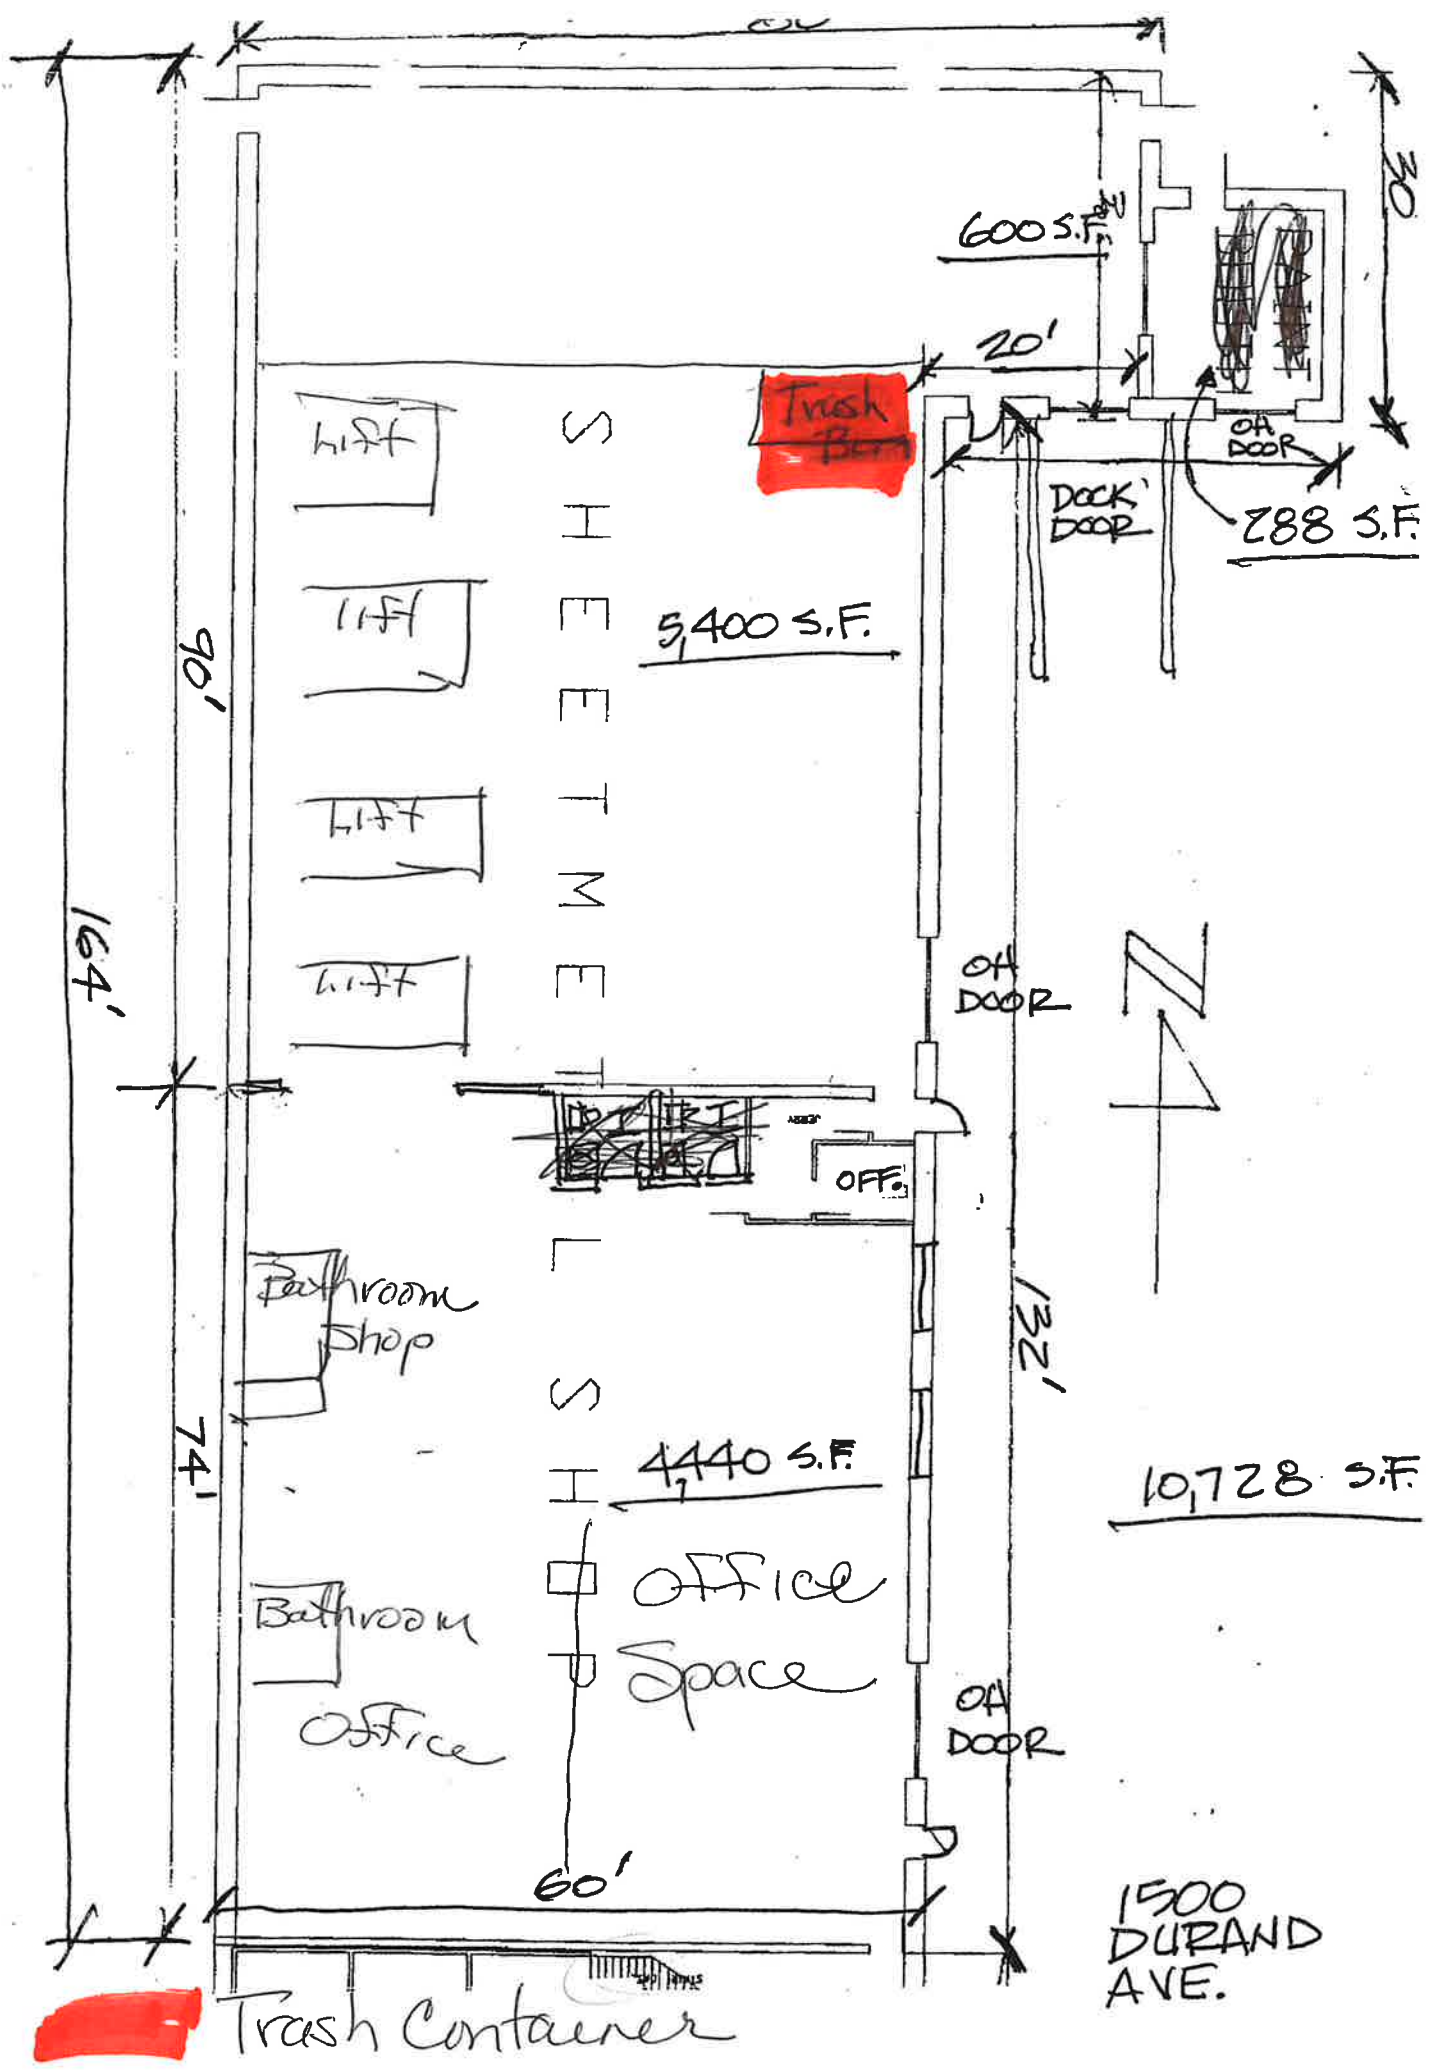 30
600 S.F.
20'
Trash
Bin
Lift
OH
DOOR
DOCK
DOOR
288 S.F.
Lift
5,400 S.F.
90'
Lift
164'
Lift
OH
DOOR
SHEET METAL SHOP
JERRY
OFF.
N
Bathroom
Shop
132'
74'
4,440 S.F.
10,728 S.F.
Office
Space
Bathroom
Office
OH
DOOR
60'
1500
DURAND
AVE.
Trash Container